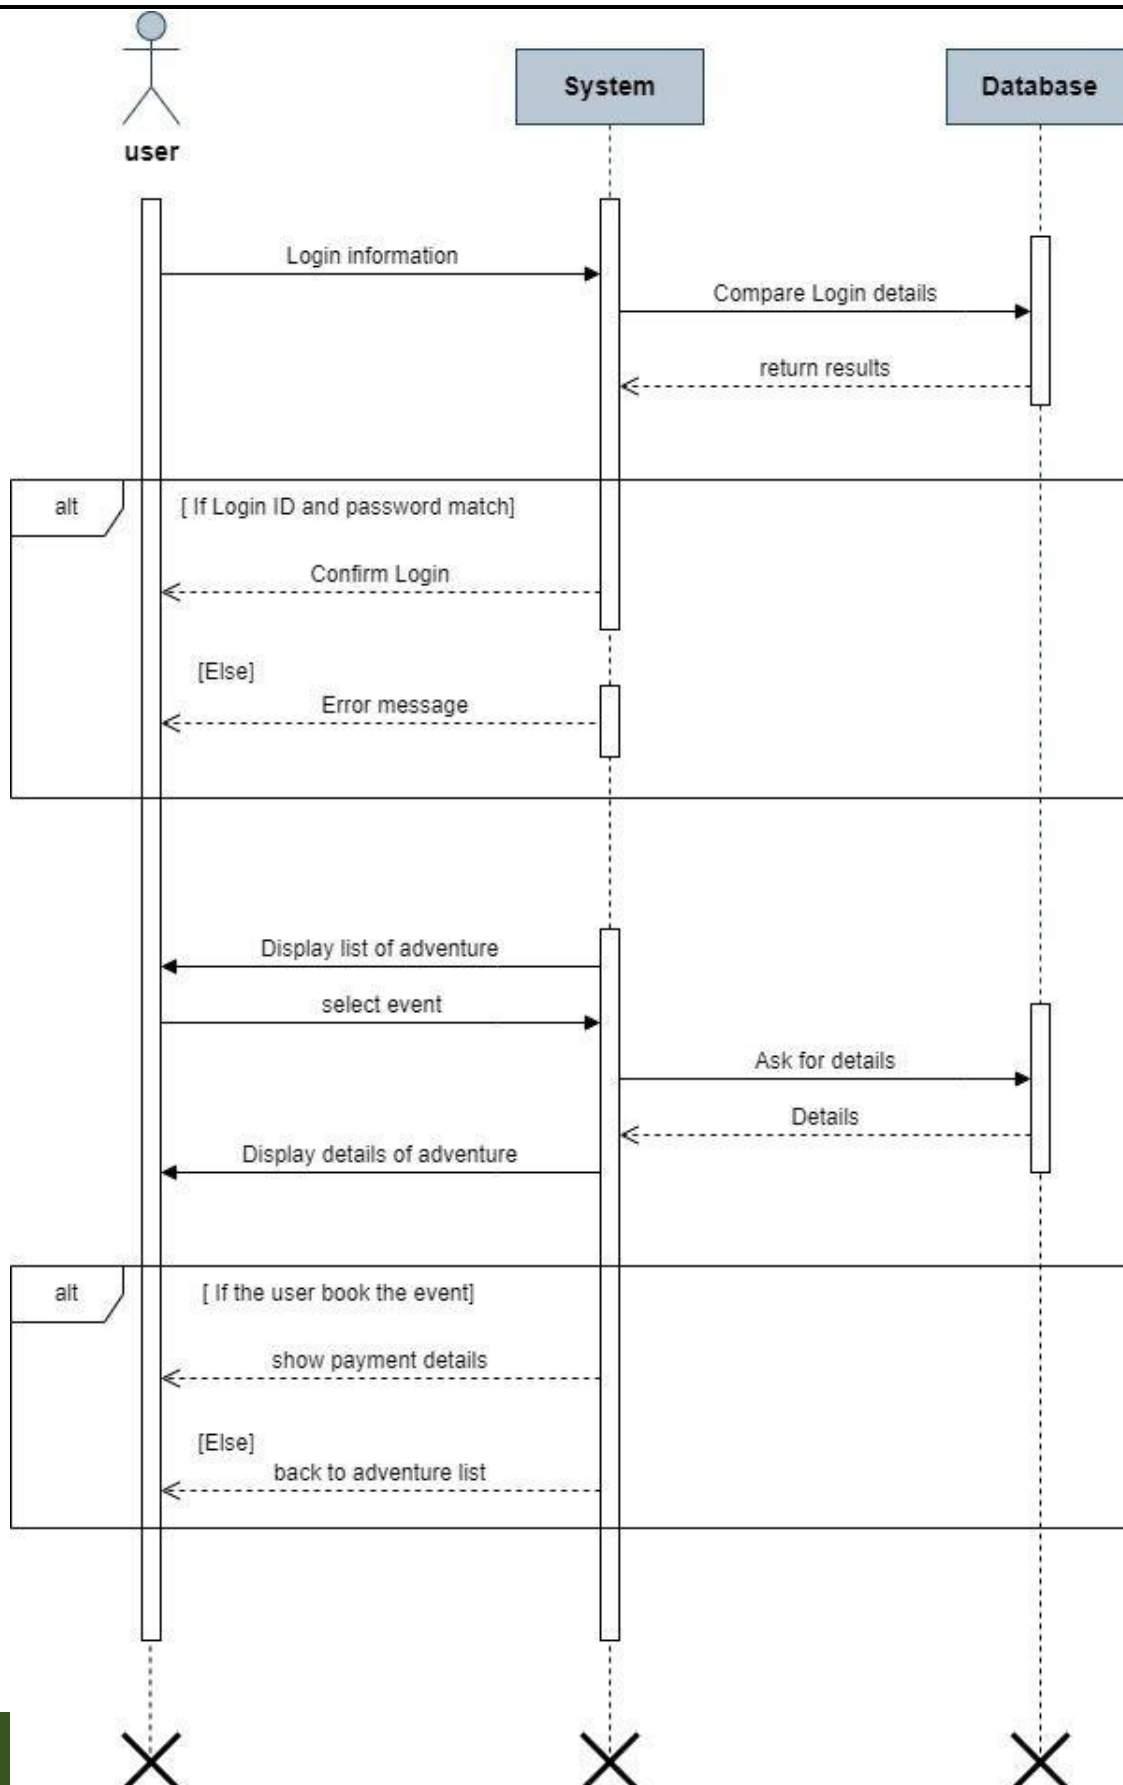 user
System
Database
Login information
Compare Login details
return results
alt
[ If Login ID and password match]
Confirm Login
[Else]
Error message
Display list of adventure
select event
Ask for details
Details
Display details of adventure
alt
[ If the user book the event]
show payment details
[Else]
back to adventure list